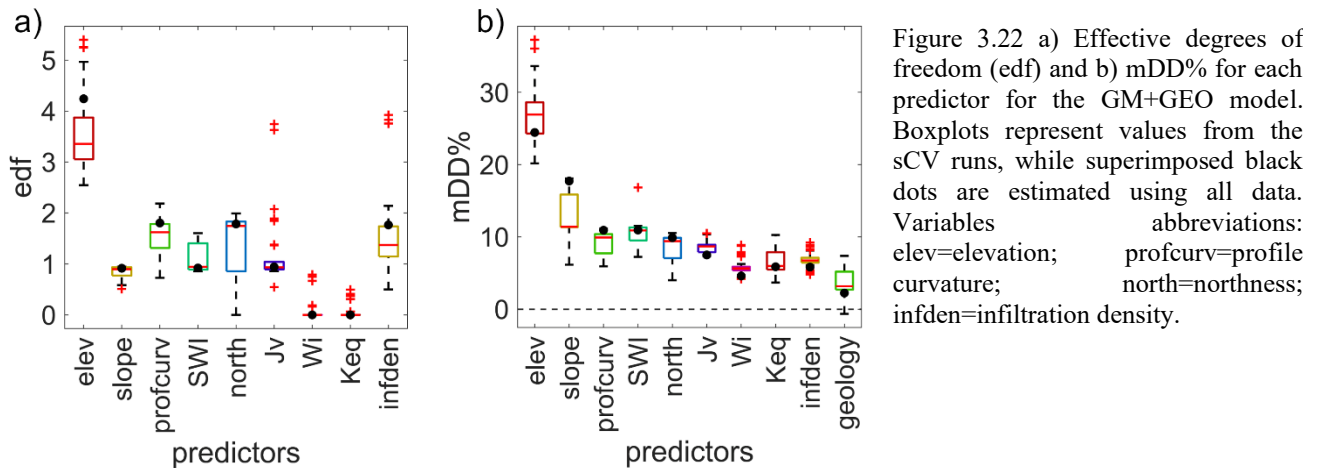 a)
edf
5
4
3
2
1
0
elev
slope
profcurv
SWI
north
Jv
Wi
Keq
infden
predictors
b)
mDD%
30
20
10
0
elev
slope
profcurv
SWI
north
Jv
Wi
Keq
infden
geology
predictors
Figure 3.22 a) Effective degrees of
freedom (edf) and b) mDD% for each
predictor for the GM+GEO model.
Boxplots represent values from the
sCV runs, while superimposed black
dots are estimated using all data.
Variables abbreviations:
elev=elevation; profcurv=profile
curvature; north=northness;
infden=infiltration density.